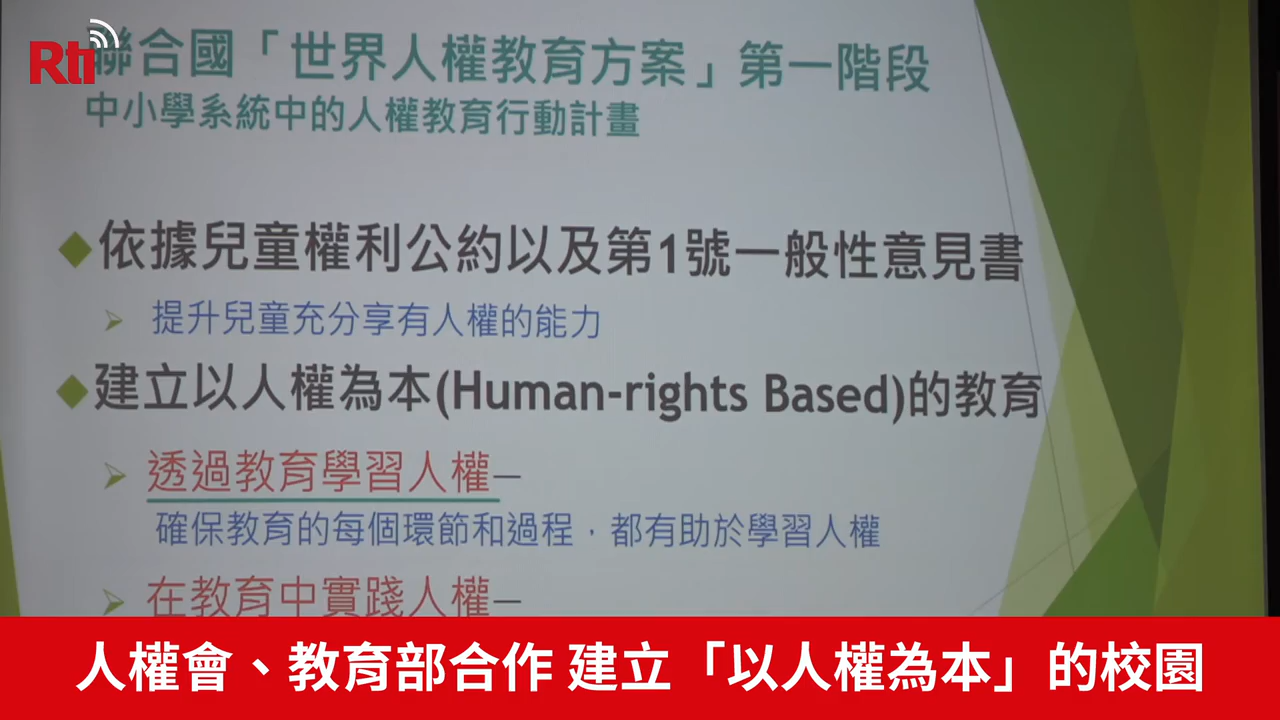 Rti
聯合國「世界人權教育方案」第一階段
中小學系統中的人權教育行動計畫
依據兒童權利公約以及第1號一般性意見書
提升兒童充分享有人權的能力
建立以人權為本(Human-rights Based)的教育
透過教育學習人權—
確保教育的每個環節和過程，都有助於學習人權
在教育中實踐人權—
人權會、教育部合作 建立「以人權為本」的校園